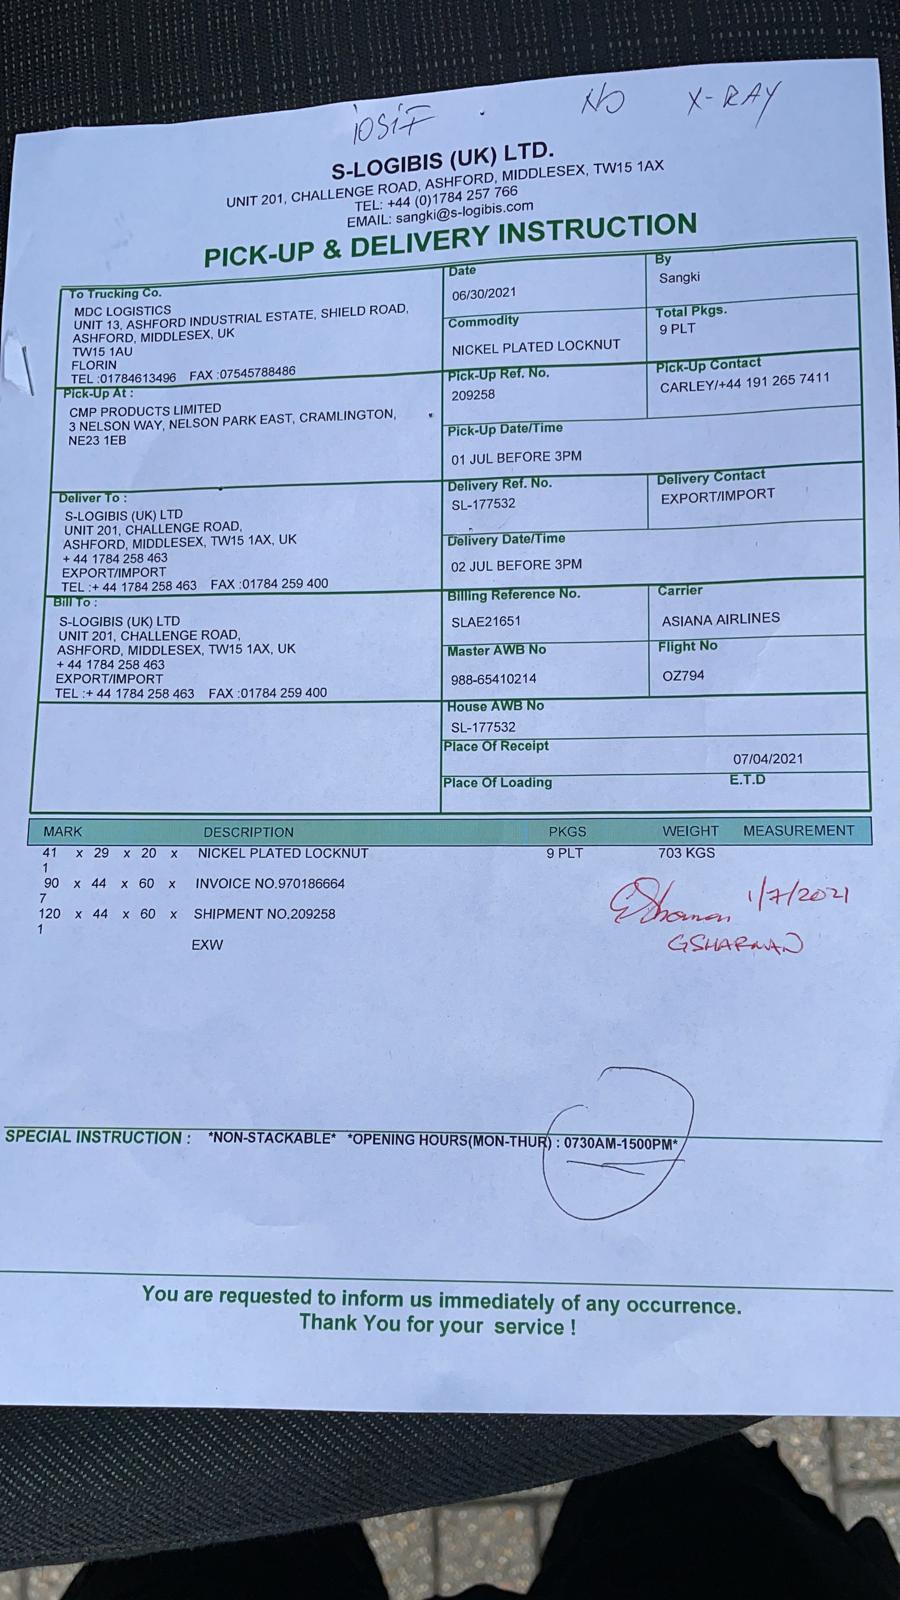 iOSiF NO X-RAY
S-LOGIBIS (UK) LTD.
UNIT 201, CHALLENGE ROAD, ASHFORD, MIDDLESEX, TW15 1AX
TEL: +44 (0)1784 257 766
EMAIL: sangki@s-logibis.com
PICK-UP & DELIVERY INSTRUCTION
To Trucking Co.
MDC LOGISTICS
UNIT 13, ASHFORD INDUSTRIAL ESTATE, SHIELD ROAD,
ASHFORD, MIDDLESEX, UK
TW15 1AU
FLORIN
TEL :01784613496 FAX :07545788486
Date
06/30/2021
By
Sangki
Commodity
NICKEL PLATED LOCKNUT
Total Pkgs.
9 PLT
Pick-Up At :
CMP PRODUCTS LIMITED
3 NELSON WAY, NELSON PARK EAST, CRAMLINGTON,
NE23 1EB
Pick-Up Ref. No.
209258
Pick-Up Contact
CARLEY/+44 191 265 7411
Pick-Up Date/Time
01 JUL BEFORE 3PM
Deliver To :
S-LOGIBIS (UK) LTD
UNIT 201, CHALLENGE ROAD,
ASHFORD, MIDDLESEX, TW15 1AX, UK
+ 44 1784 258 463
EXPORT/IMPORT
TEL :+ 44 1784 258 463 FAX :01784 259 400
Delivery Ref. No.
SL-177532
Delivery Contact
EXPORT/IMPORT
Delivery Date/Time
02 JUL BEFORE 3PM
Bill To :
S-LOGIBIS (UK) LTD
UNIT 201, CHALLENGE ROAD,
ASHFORD, MIDDLESEX, TW15 1AX, UK
+ 44 1784 258 463
EXPORT/IMPORT
TEL :+ 44 1784 258 463 FAX :01784 259 400
Billing Reference No.
SLAE21651
Carrier
ASIANA AIRLINES
Master AWB No
988-65410214
Flight No
OZ794
House AWB No
SL-177532
Place Of Receipt
07/04/2021
Place Of Loading E.T.D
MARK DESCRIPTION PKGS WEIGHT MEASUREMENT
41 x 29 x 20 x NICKEL PLATED LOCKNUT 9 PLT 703 KGS
1
90 x 44 x 60 x INVOICE NO.970186664
7
120 x 44 x 60 x SHIPMENT NO.209258
1
EXW
1/7/2021
GSHARMAN
SPECIAL INSTRUCTION : *NON-STACKABLE* *OPENING HOURS(MON-THUR) : 0730AM-1500PM*
You are requested to inform us immediately of any occurrence.
Thank You for your service !